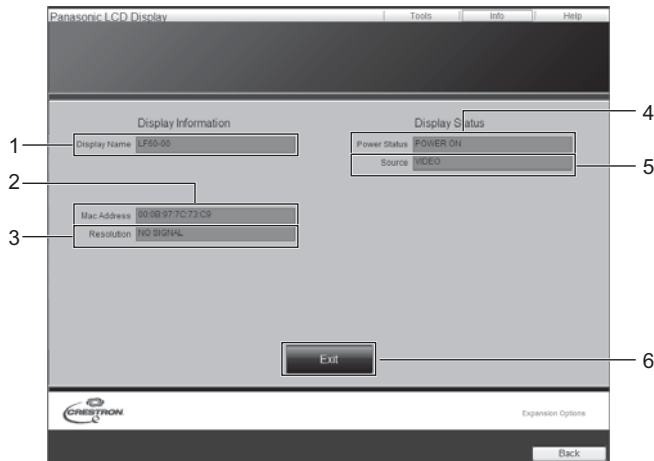 Panasonic LCD Display
Tools
Info
Help
Display Information
Display Status
4
1
Display Name
LF60-00
Power Status
POWER ON
Source
VIDEO
5
2
Mac Address
00:0B:97:7C:73:C9
3
Resolution
NO SIGNAL
Exit
6
CRESTRON
Expansion Options
Back